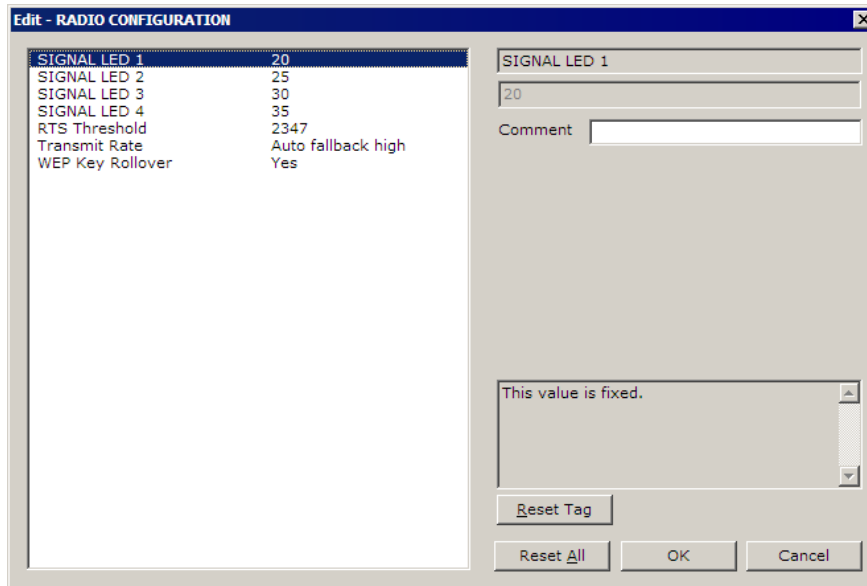 Edit - RADIO CONFIGURATION
SIGNAL LED 1 20
SIGNAL LED 2 25
SIGNAL LED 3 30
SIGNAL LED 4 35
RTS Threshold 2347
Transmit Rate Auto fallback high
WEP Key Rollover Yes
SIGNAL LED 1
20
Comment
This value is fixed.
Reset Tag
Reset All OK Cancel